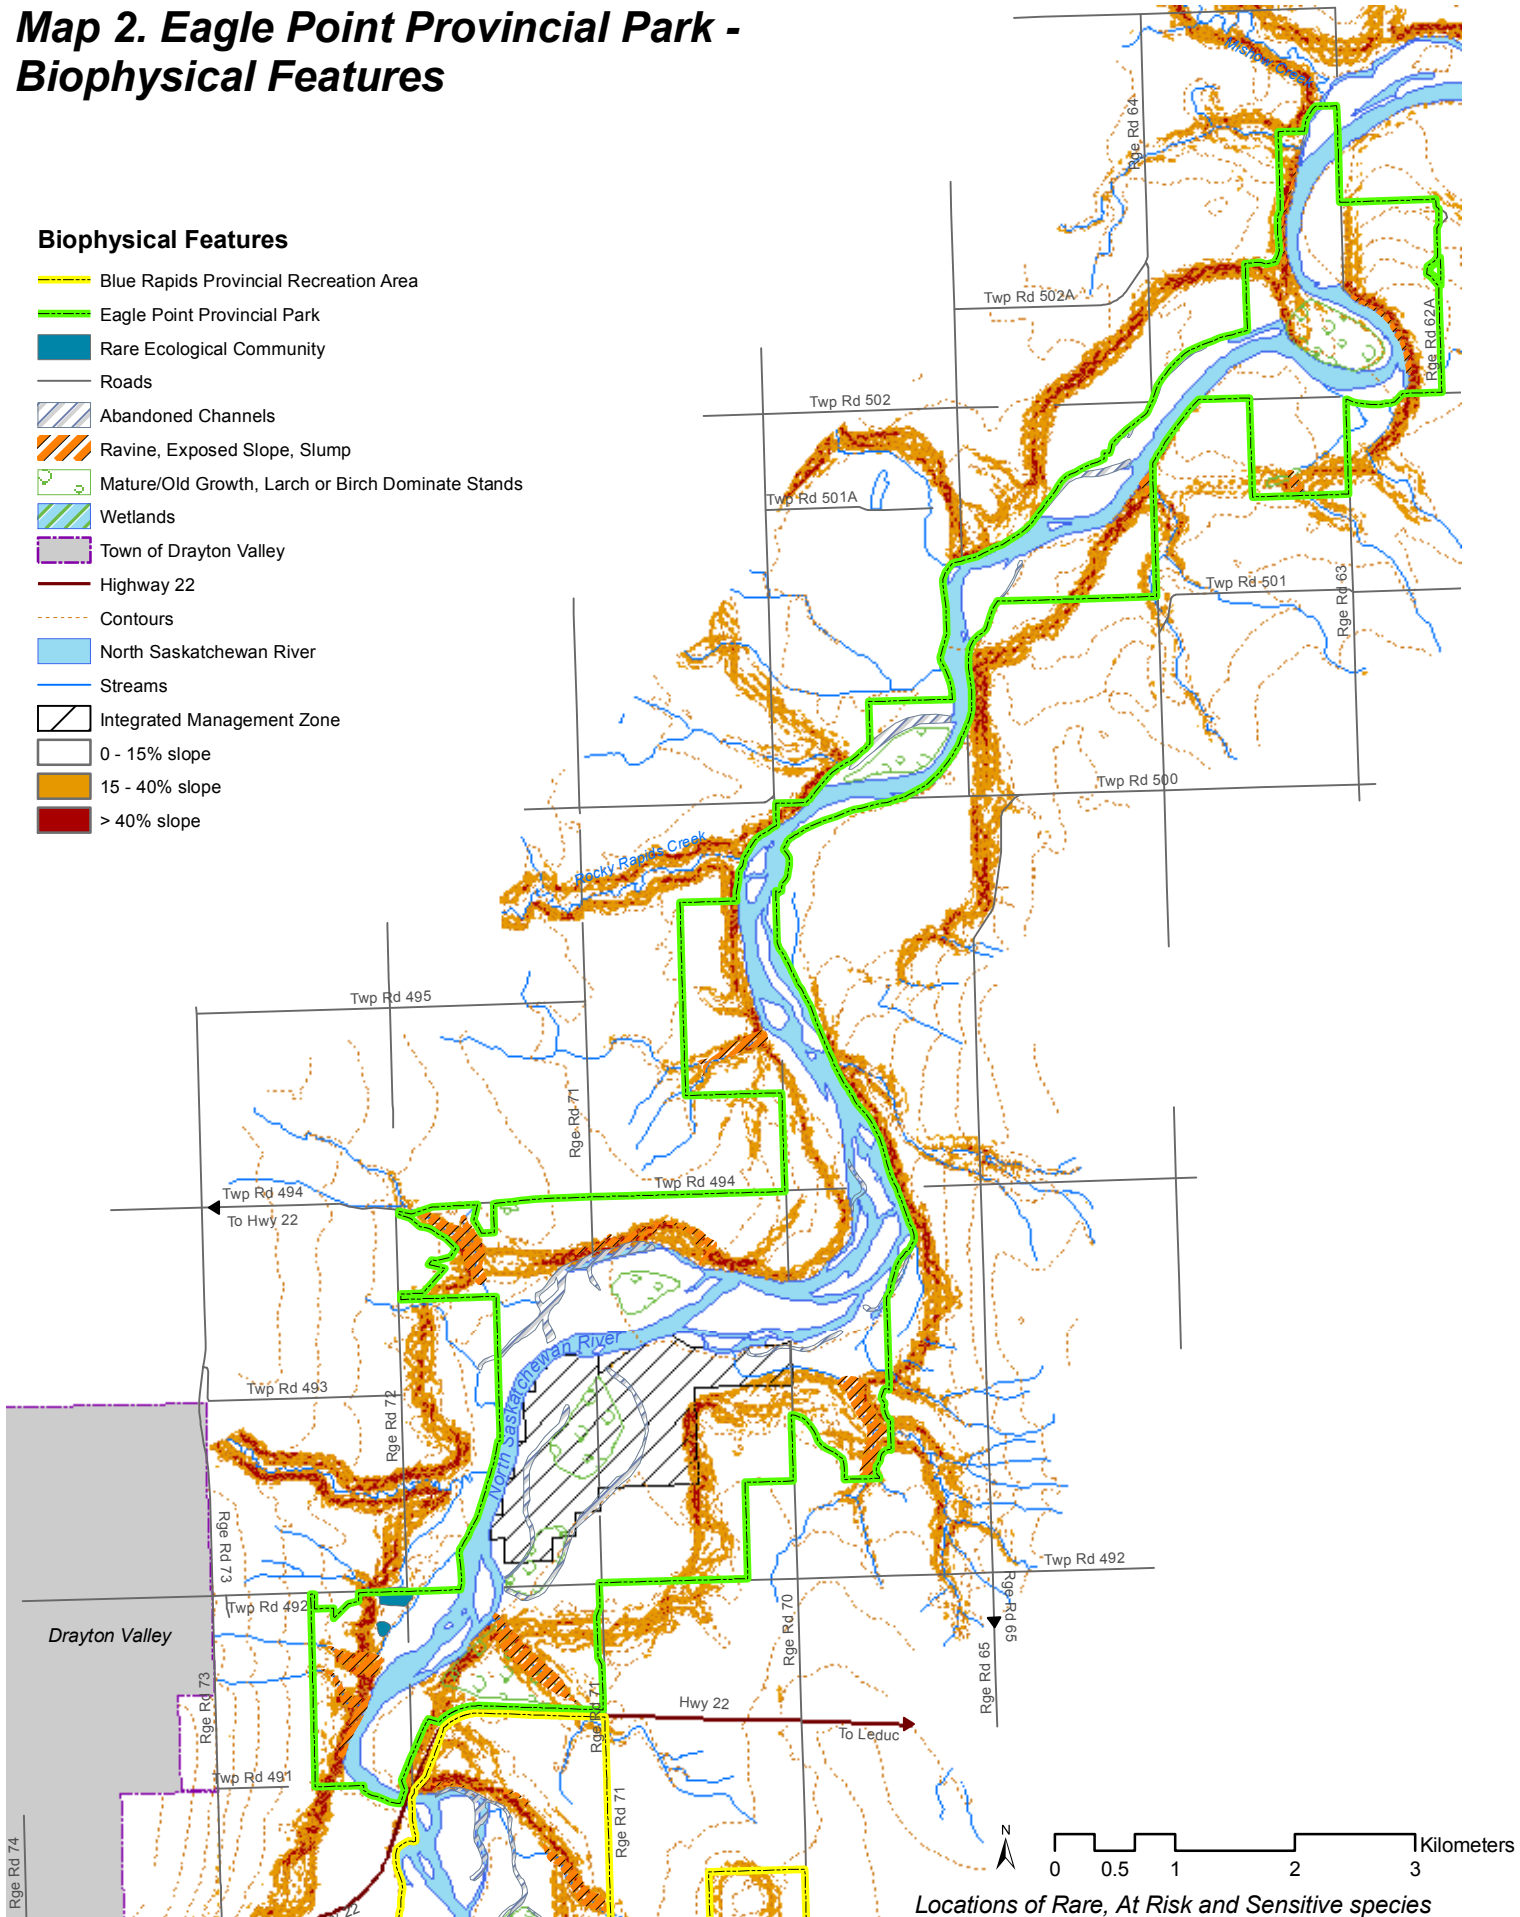 Map 2. Eagle Point Provincial Park -
Biophysical Features
Biophysical Features
Blue Rapids Provincial Recreation Area
Eagle Point Provincial Park
Rare Ecological Community
Roads
Abandoned Channels
Ravine, Exposed Slope, Slump
Mature/Old Growth, Larch or Birch Dominate Stands
Wetlands
Town of Drayton Valley
Highway 22
Contours
North Saskatchewan River
Streams
Integrated Management Zone
0 - 15% slope
15 - 40% slope
> 40% slope
Mishow Creek
Rge Rd 64
Twp Rd 502A
Rge Rd 62A
Twp Rd 502
Twp Rd 501A
Twp Rd 501
Rge Rd 63
Twp Rd 500
Rocky Rapids Creek
Twp Rd 495
Rge Rd 71
Twp Rd 494
Twp Rd 494
To Hwy 22
North Saskatchewan River
Twp Rd 493
Rge Rd 72
Rge Rd 73
Twp Rd 492
Twp Rd 492
Rge Rd 65
Drayton Valley
Rge Rd 70
Rge Rd 65
Rge Rd 73
Rge Rd 71
Hwy 22
To Leduc
Twp Rd 491
Rge Rd 71
Rge Rd 74
22
N
Kilometers
0 0.5 1 2 3
Locations of Rare, At Risk and Sensitive species